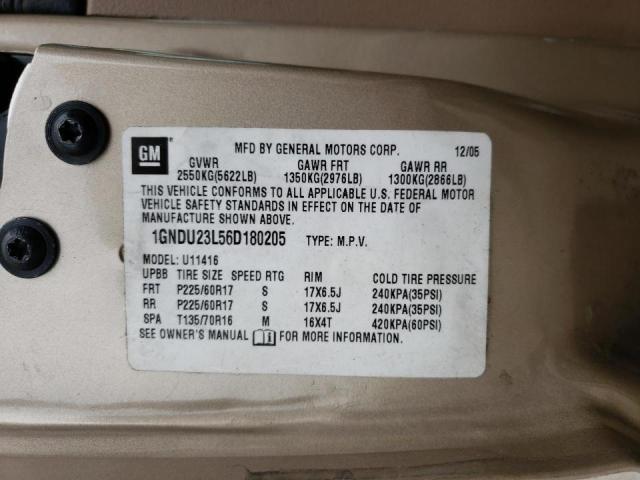 GM MFD BY GENERAL MOTORS CORP. 12/05
GVWR GAWR FRT GAWR RR
2550KG(5622LB) 1350KG(2976LB) 1300KG(2866LB)
THIS VEHICLE CONFORMS TO ALL APPLICABLE U.S. FEDERAL MOTOR
VEHICLE SAFETY STANDARDS IN EFFECT ON THE DATE OF
MANUFACTURE SHOWN ABOVE.
1GNDU23L56D180205 TYPE: M.P.V.
MODEL: U11416
UPBB TIRE SIZE SPEED RTG RIM COLD TIRE PRESSURE
FRT P225/60R17 S 17X6.5J 240KPA(35PSI)
RR P225/60R17 S 17X6.5J 240KPA(35PSI)
SPA T135/70R16 M 16X4T 420KPA(60PSI)
SEE OWNER'S MANUAL FOR MORE INFORMATION.